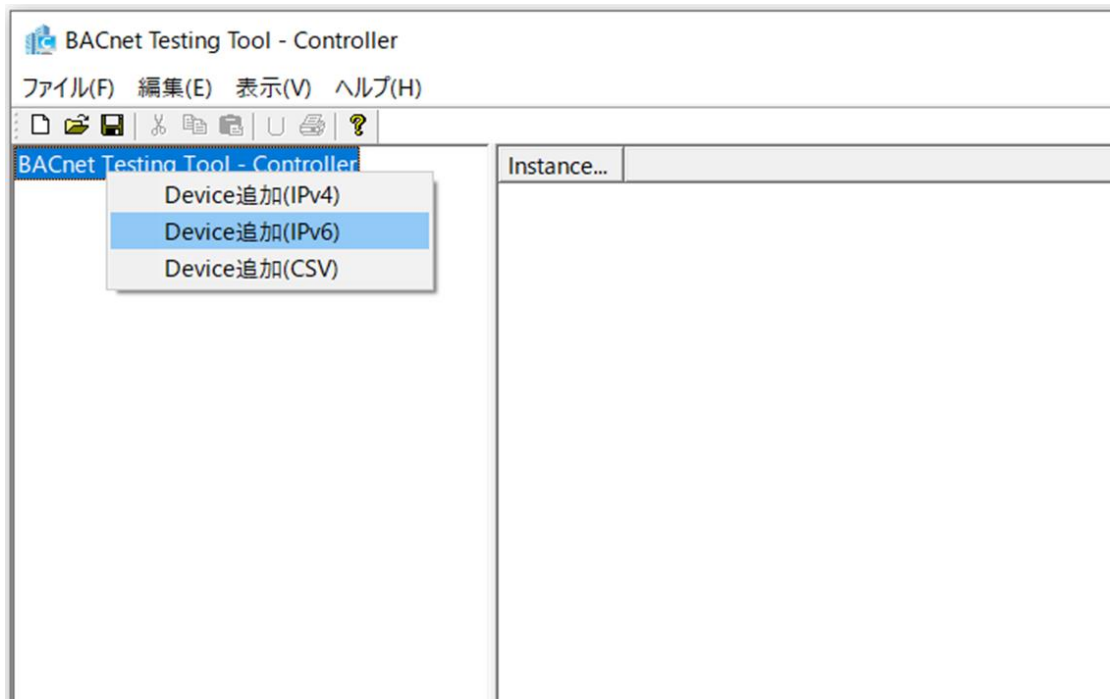 BACnet Testing Tool - Controller
ファイル(F) 編集(E) 表示(V) ヘルプ(H)
BACnet Testing Tool - Controller
Instance...
Device追加(IPv4)
Device追加(IPv6)
Device追加(CSV)